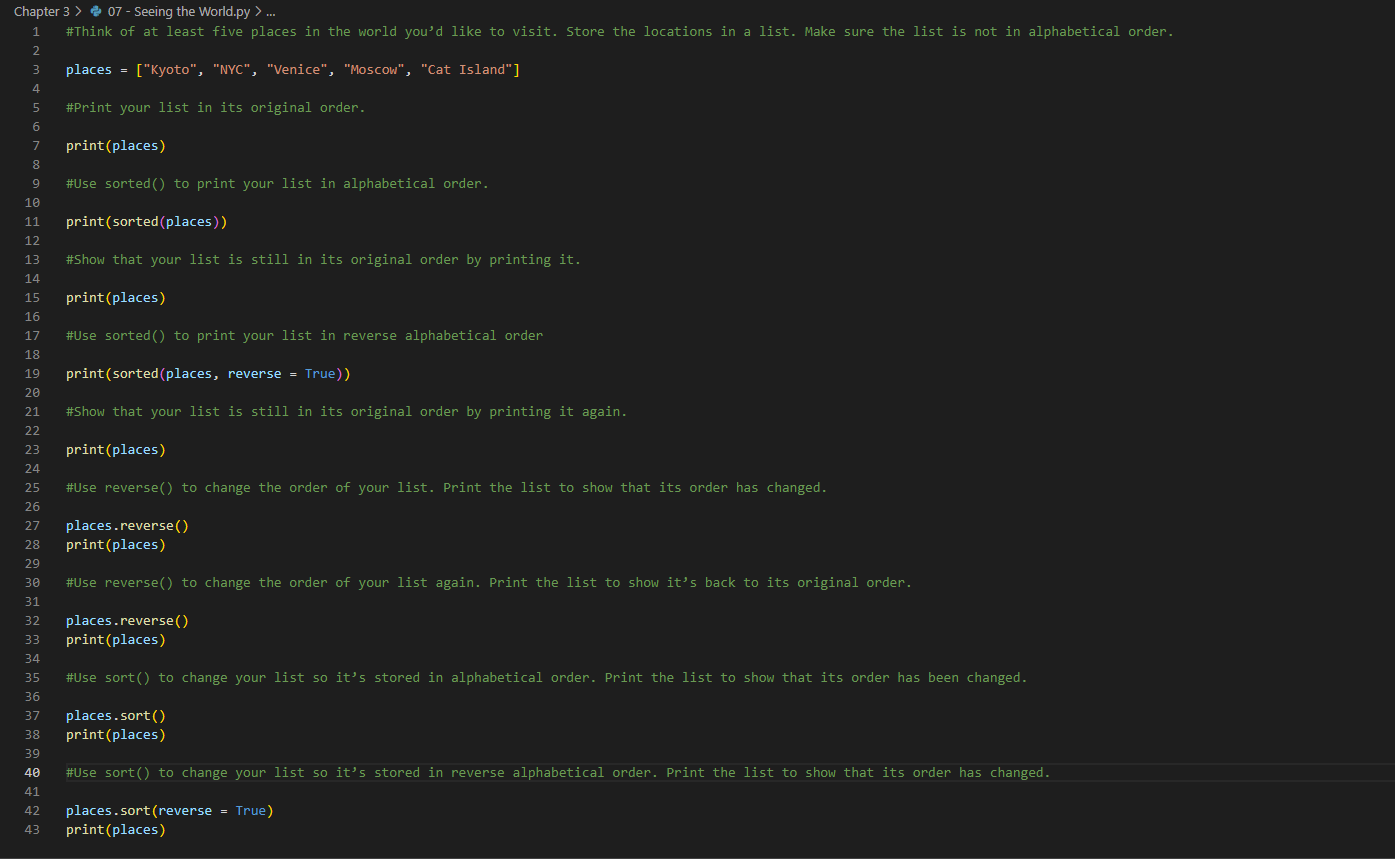 Chapter 3 > 07 - Seeing the World.py > ...
1 #Think of at least five places in the world you’d like to visit. Store the locations in a list. Make sure the list is not in alphabetical order.
2
3 places = ["Kyoto", "NYC", "Venice", "Moscow", "Cat Island"]
4
5 #Print your list in its original order.
6
7 print(places)
8
9 #Use sorted() to print your list in alphabetical order.
10
11 print(sorted(places))
12
13 #Show that your list is still in its original order by printing it.
14
15 print(places)
16
17 #Use sorted() to print your list in reverse alphabetical order
18
19 print(sorted(places, reverse = True))
20
21 #Show that your list is still in its original order by printing it again.
22
23 print(places)
24
25 #Use reverse() to change the order of your list. Print the list to show that its order has changed.
26
27 places.reverse()
28 print(places)
29
30 #Use reverse() to change the order of your list again. Print the list to show it’s back to its original order.
31
32 places.reverse()
33 print(places)
34
35 #Use sort() to change your list so it’s stored in alphabetical order. Print the list to show that its order has been changed.
36
37 places.sort()
38 print(places)
39
40 #Use sort() to change your list so it’s stored in reverse alphabetical order. Print the list to show that its order has changed.
41
42 places.sort(reverse = True)
43 print(places)